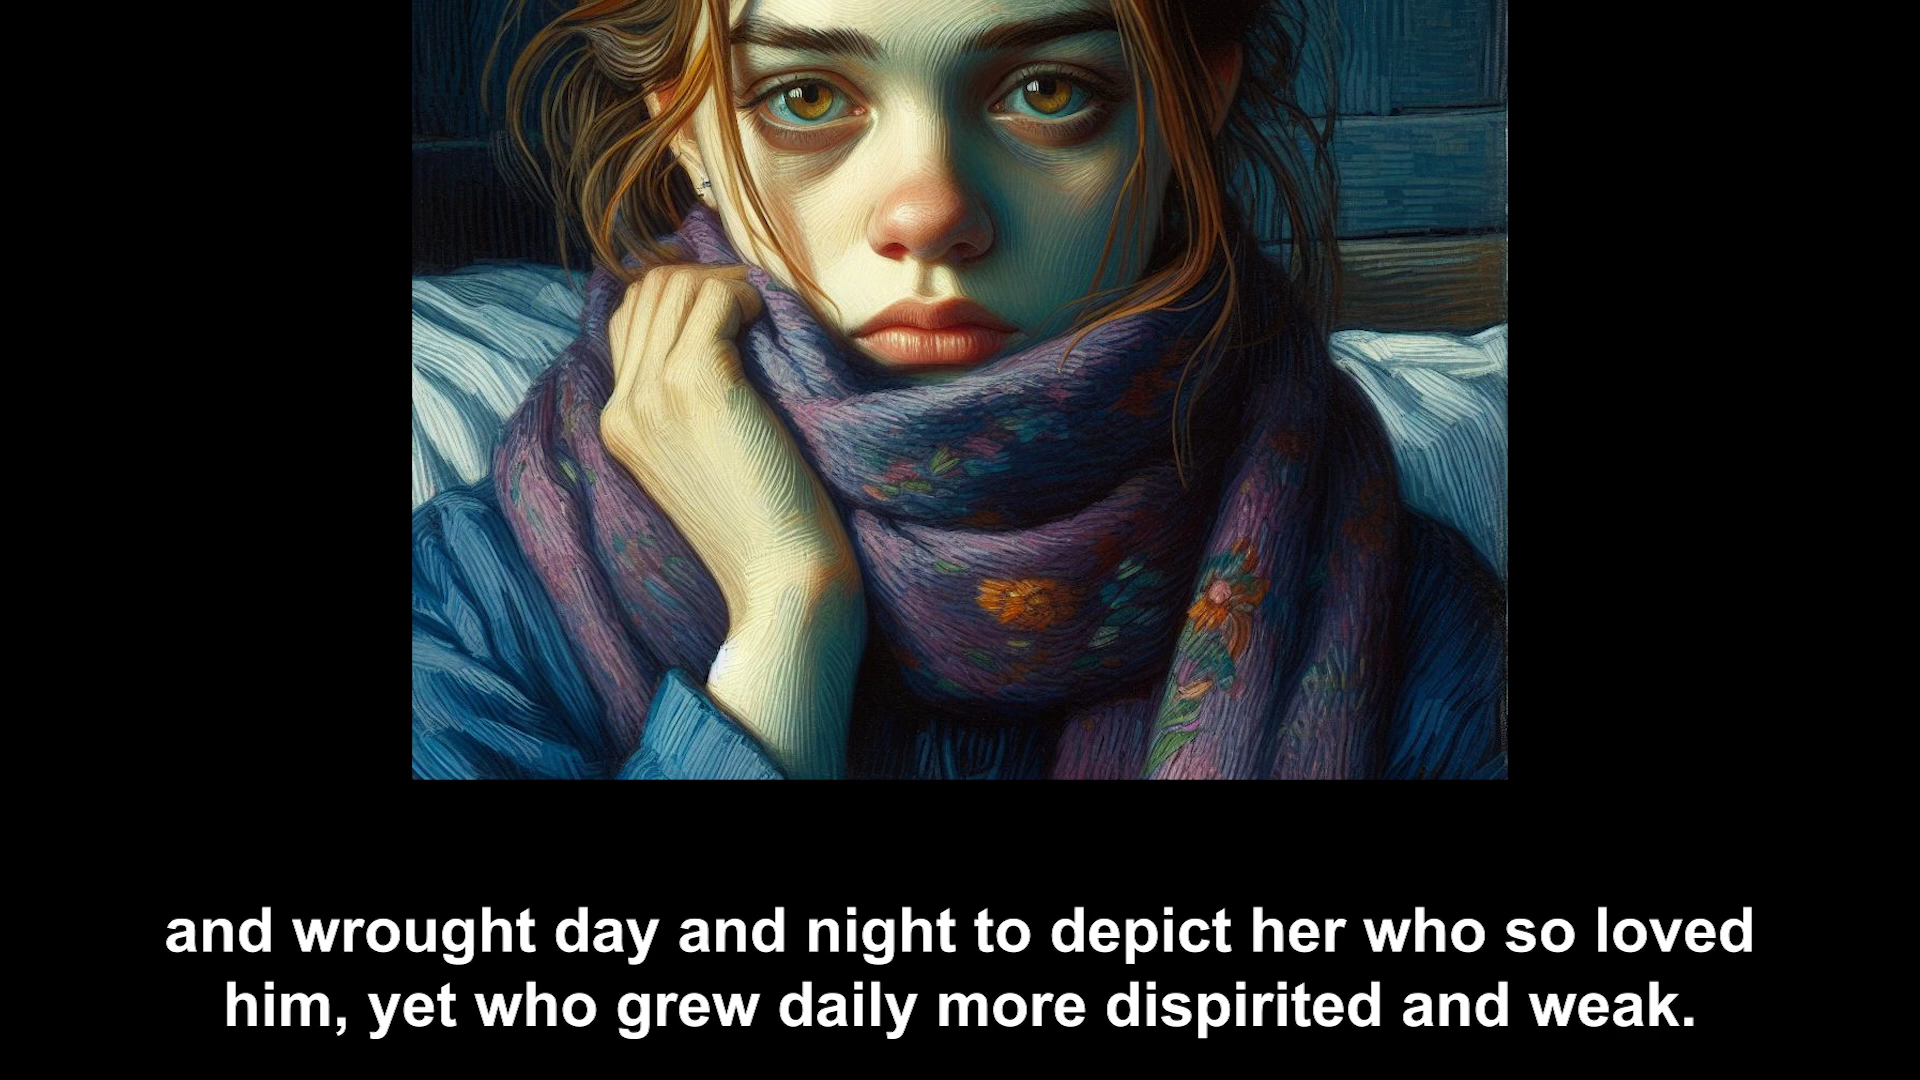 and wrought day and night to depict her who so loved
him, yet who grew daily more dispirited and weak.